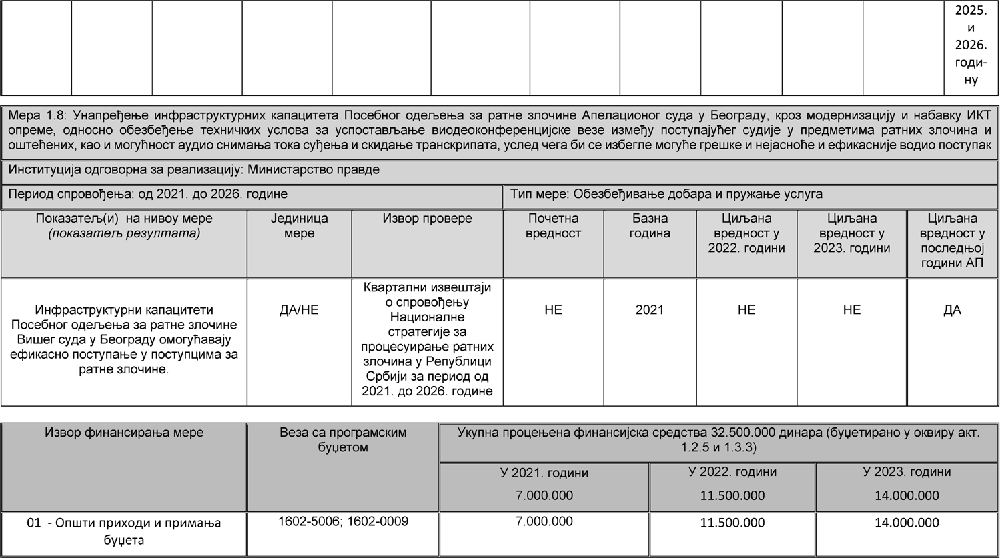 2025.
и
2026.
годи-
ну
Мера 1.8: Унапређење инфраструктурних капацитета Посебног одељења за ратне злочине Апелационог суда у Београду, кроз модернизацију и набавку ИКТ
опреме, односно обезбеђење техничких услова за успостављање виодеоконференцијске везе између поступајућег судије у предметима ратних злочина и
оштећених, као и могућност аудио снимања тока суђења и скидање транскрипата, услед чега би се избегле могуће грешке и нејасноће и ефикасније водио поступак
Институција одговорна за реализацију: Министарство правде
Период спровођења: од 2021. до 2026. године
Тип мере: Обезбеђивање добара и пружање услуга
Показатељ(и) на нивоу мере
(показатељ резултата)
Јединица
мере
Извор провере
Почетна
вредност
Базна
година
Циљана
вредност у
2022. години
Циљана
вредност у
2023. години
Циљана
вредност у
последњој
години АП
Инфраструктурни капацитети
Посебног одељења за ратне злочине
Вишег суда у Београду омогућавају
ефикасно поступање у поступцима за
ратне злочине.
ДА/НЕ
Квартални извештаји
о спровођењу
Националне
стратегије за
процесуирање ратних
злочина у Републици
Србији за период од
2021. до 2026. године
НЕ
2021
НЕ
НЕ
ДА
Извор финансирања мере
Веза са програмским
буџетом
Укупна процењена финансијска средства 32.500.000 динара (буџетирано у оквиру акт.
1.2.5 и 1.3.3)
У 2021. години
7.000.000
У 2022. години
11.500.000
У 2023. години
14.000.000
01 - Општи приходи и примања
буџета
1602-5006; 1602-0009
7.000.000
11.500.000
14.000.000